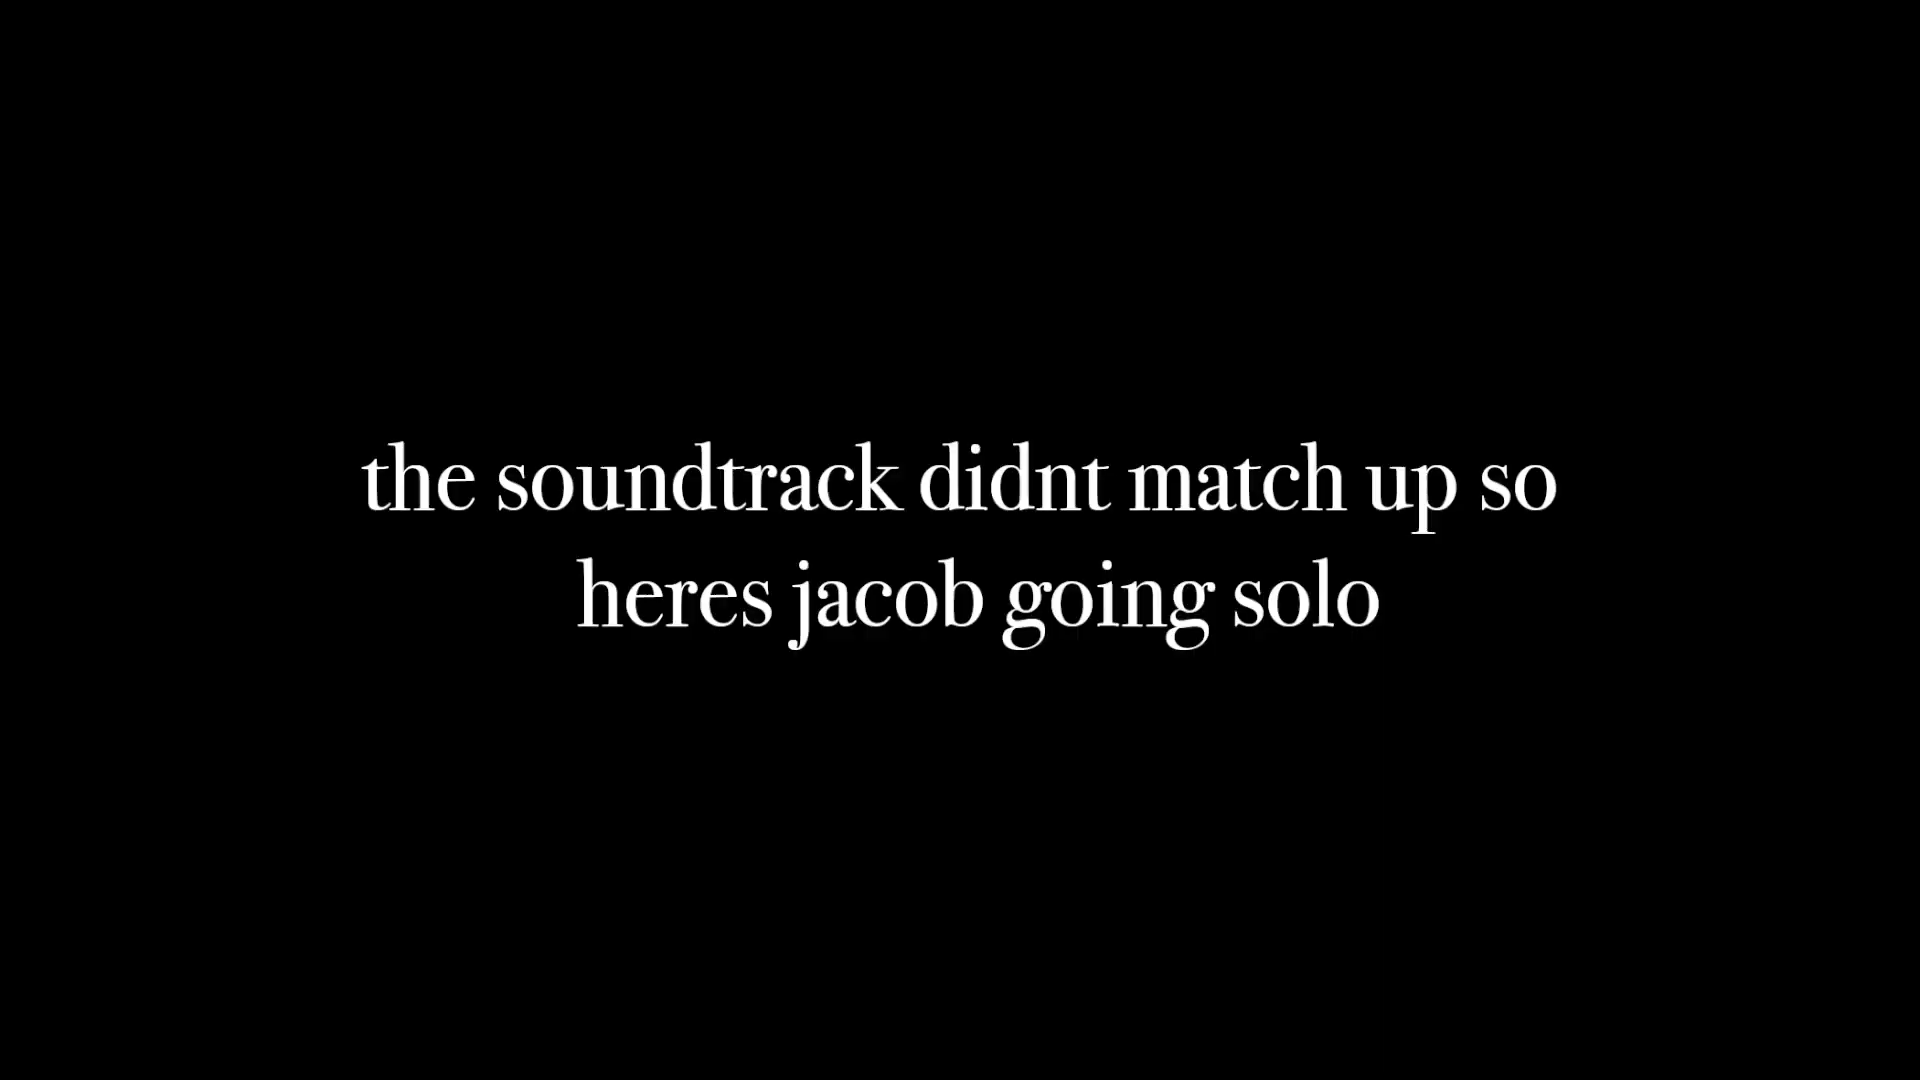 the soundtrack didnt match up so
heres jacob going solo